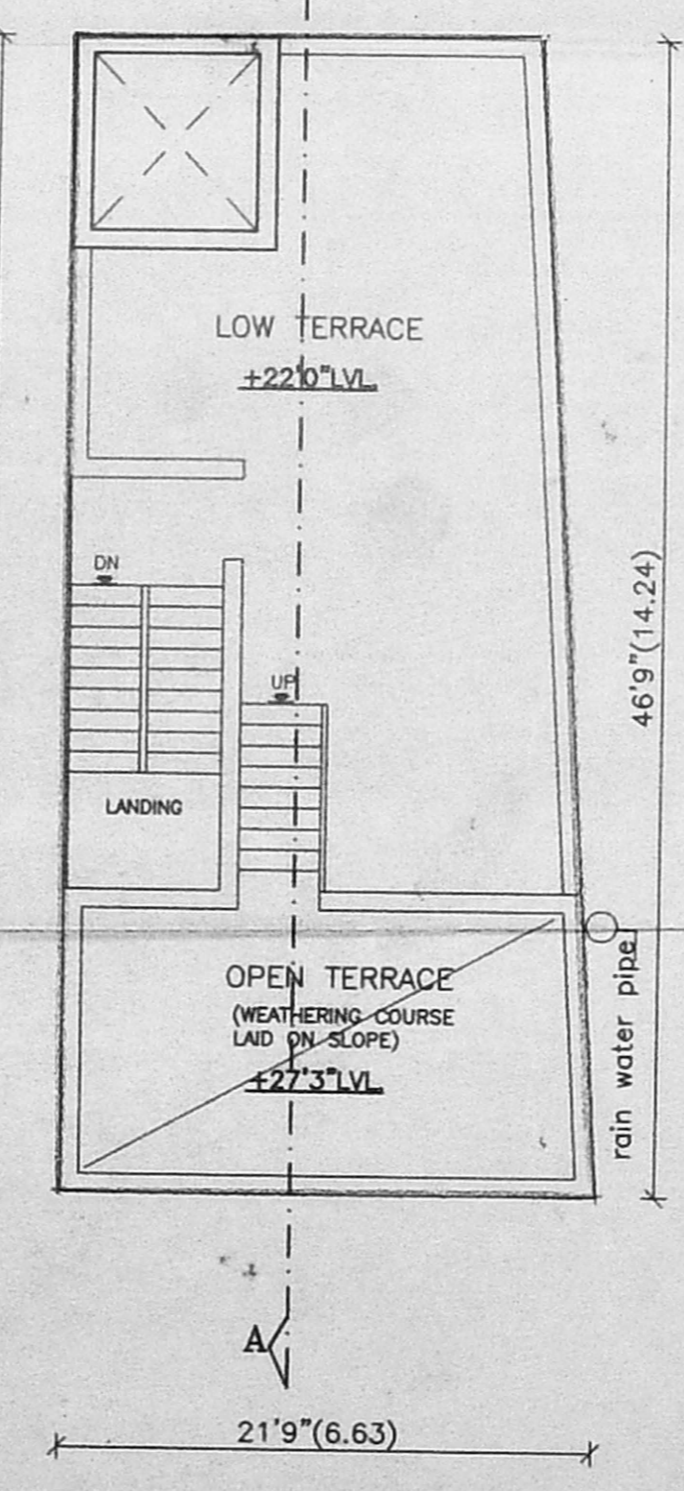 LOW TERRACE
+22'0"LVL.
DN
UP
LANDING
46'9"(14.24)
OPEN TERRACE
(WEATHERING COURSE
LAID ON SLOPE)
+27'3"LVL.
rain water pipe
A
21'9"(6.63)